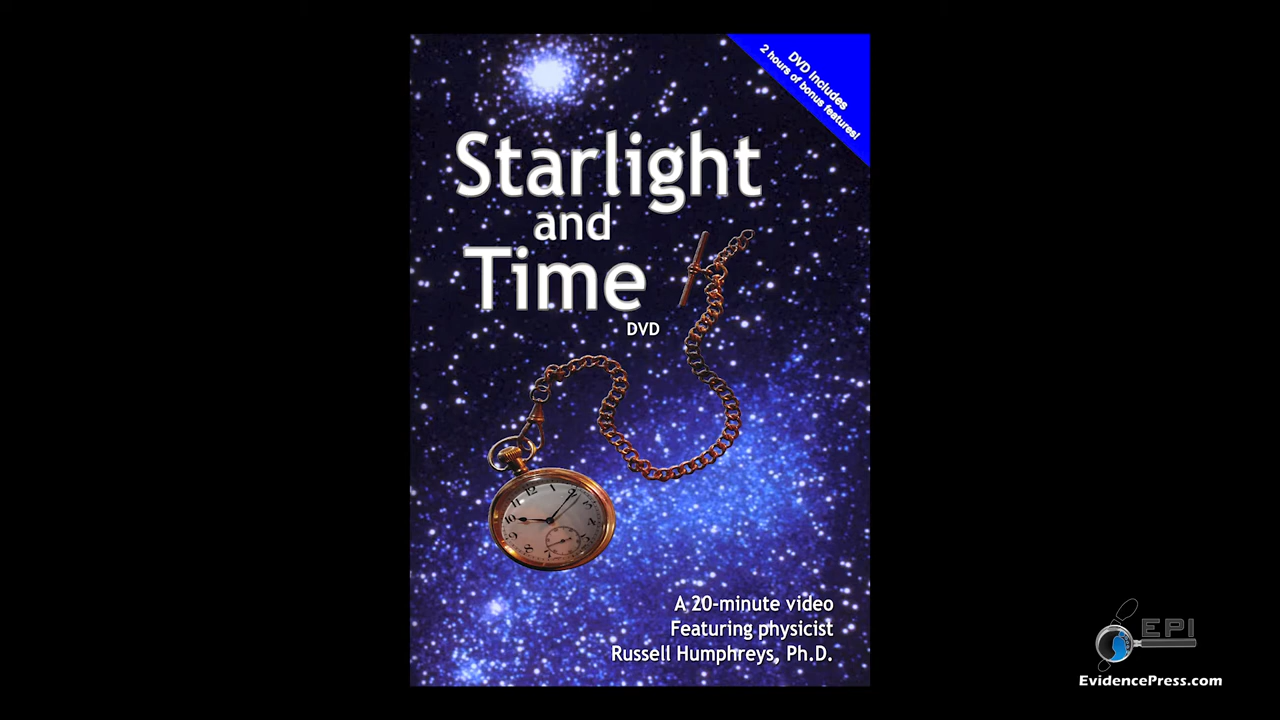 DVD includes
2 hours of bonus features!
Starlight
and
Time
DVD
A 20-minute video
Featuring physicist
Russell Humphreys, Ph.D.
EPI
EvidencePress.com